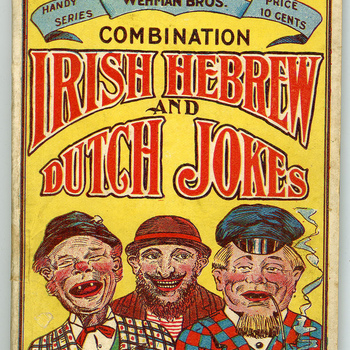 WEHMAN BROS.
HANDY
SERIES
PRICE
10 CENTS
COMBINATION
IRISH HEBREW
AND
DUTCH JOKES